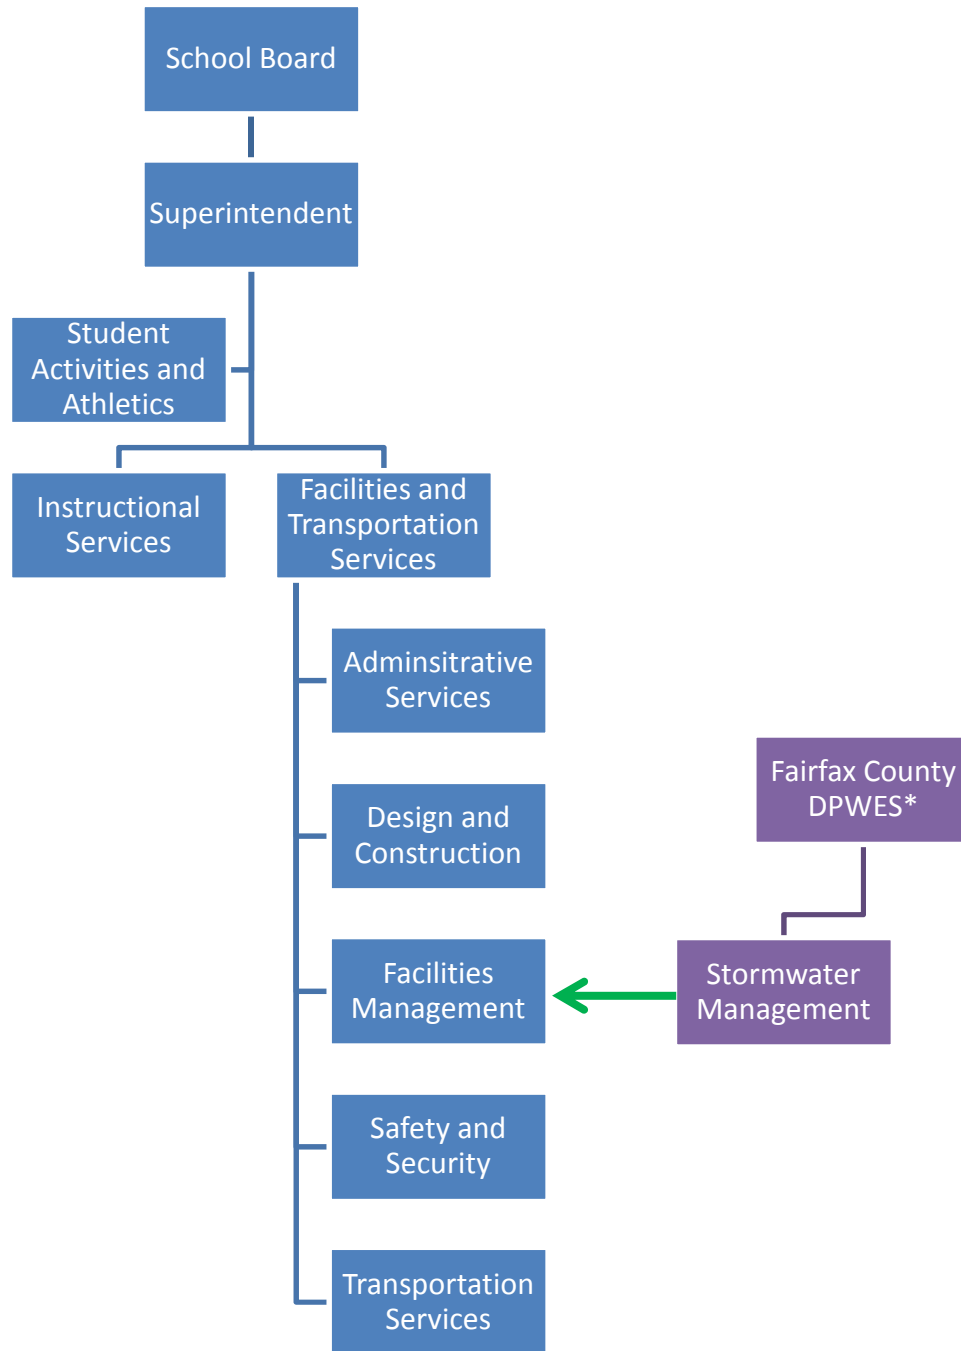 School Board
Superintendent
Student
Activities and
Athletics
Instructional
Services
Facilities and
Transportation
Services
Adminsitrative
Services
Design and
Construction
Fairfax County
DPWES*
Facilities
Management
Stormwater
Management
Safety and
Security
Transportation
Services